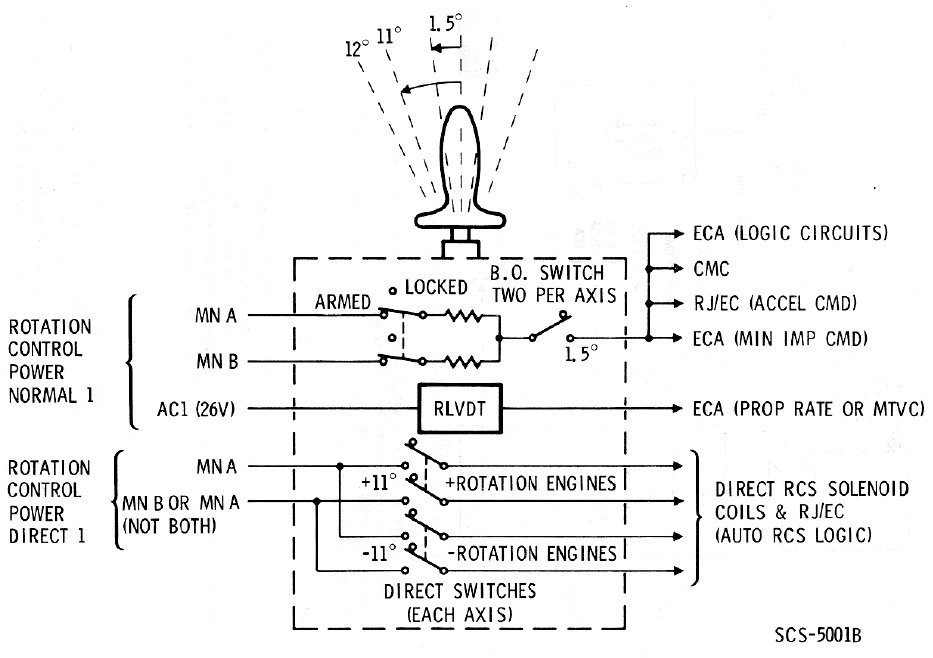 1.5°
11°
12°
ECA (LOGIC CIRCUITS)
B.O. SWITCH
TWO PER AXIS
CMC
LOCKED
ARMED
RJ/EC (ACCEL CMD)
MN A
ROTATION
CONTROL
POWER
NORMAL 1
ECA (MIN IMP CMD)
1.5°
MN B
AC1 (26V)
RLVDT
ECA (PROP RATE OR MTVC)
ROTATION
CONTROL
POWER
DIRECT 1
MN A
MN B OR MN A
(NOT BOTH)
+11°
+ROTATION ENGINES
DIRECT RCS SOLENOID
COILS & RJ/EC
(AUTO RCS LOGIC)
-11°
-ROTATION ENGINES
DIRECT SWITCHES
(EACH AXIS)
SCS-5001B